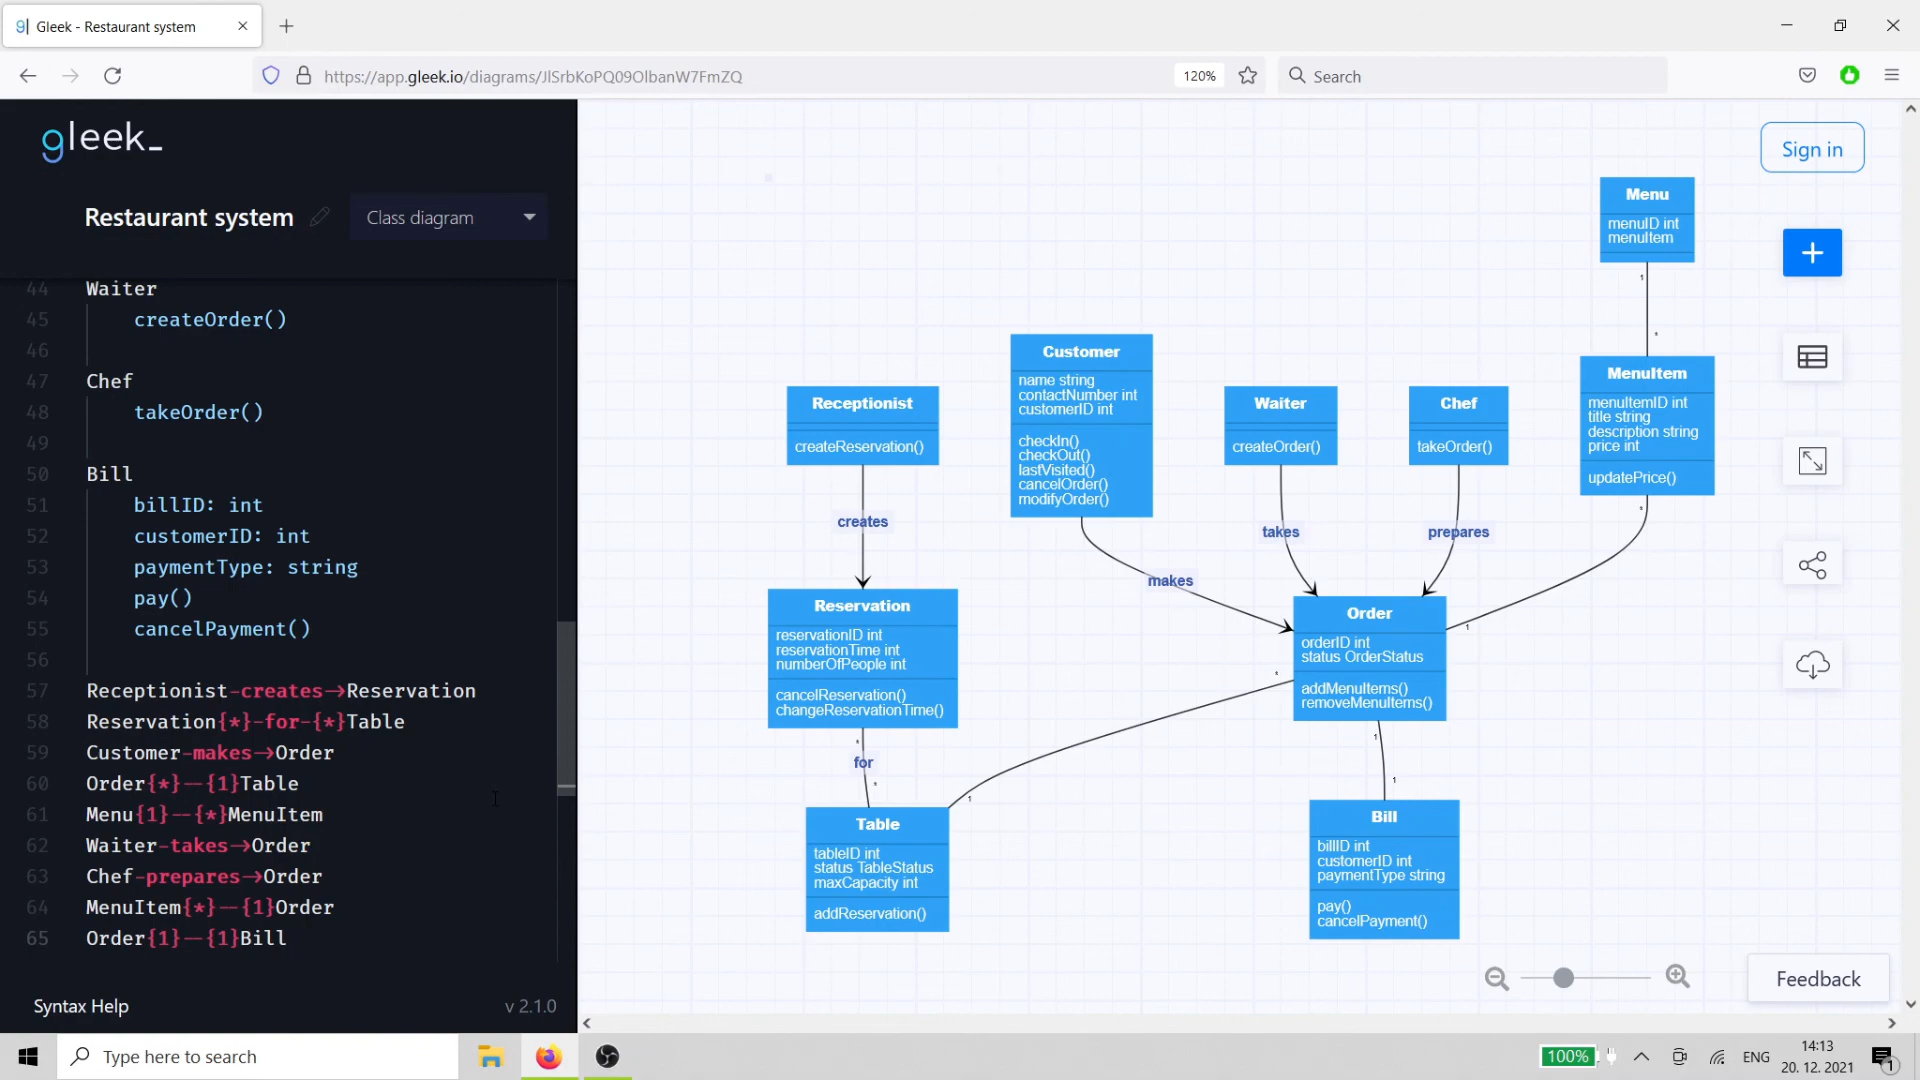 g| Gleek - Restaurant system
https://app.gleek.io/diagrams/JlSrbKoPQ09OlbanW7FmZQ
120%
Search
gleek_
Restaurant system
Class diagram
44 Waiter
45 createOrder()
46
47 Chef
48 takeOrder()
49
50 Bill
51 billID: int
52 customerID: int
53 paymentType: string
54 pay()
55 cancelPayment()
56
57 Receptionist-creates->Reservation
58 Reservation{*}-for-{*}Table
59 Customer-makes->Order
60 Order{*}--{1}Table
61 Menu{1}--{*}MenuItem
62 Waiter-takes->Order
63 Chef-prepares->Order
64 MenuItem{*}--{1}Order
65 Order{1}--{1}Bill
Syntax Help
v 2.1.0
Sign in
Menu
menuID int
menuItem
1
*
Customer
name string
contactNumber int
customerID int
checkIn()
checkOut()
lastVisited()
cancelOrder()
modifyOrder()
Receptionist
createReservation()
Waiter
createOrder()
Chef
takeOrder()
MenuItem
menuItemID int
title string
description string
price int
updatePrice()
*
creates
takes
prepares
makes
Reservation
reservationID int
reservationTime int
numberOfPeople int
cancelReservation()
changeReservationTime()
Order
orderID int
status OrderStatus
addMenuItems()
removeMenuItems()
1
*
*
for
*
1
1
1
Table
tableID int
status TableStatus
maxCapacity int
addReservation()
Bill
billID int
customerID int
paymentType string
pay()
cancelPayment()
Feedback
Type here to search
100%
ENG
14:13
20. 12. 2021
1